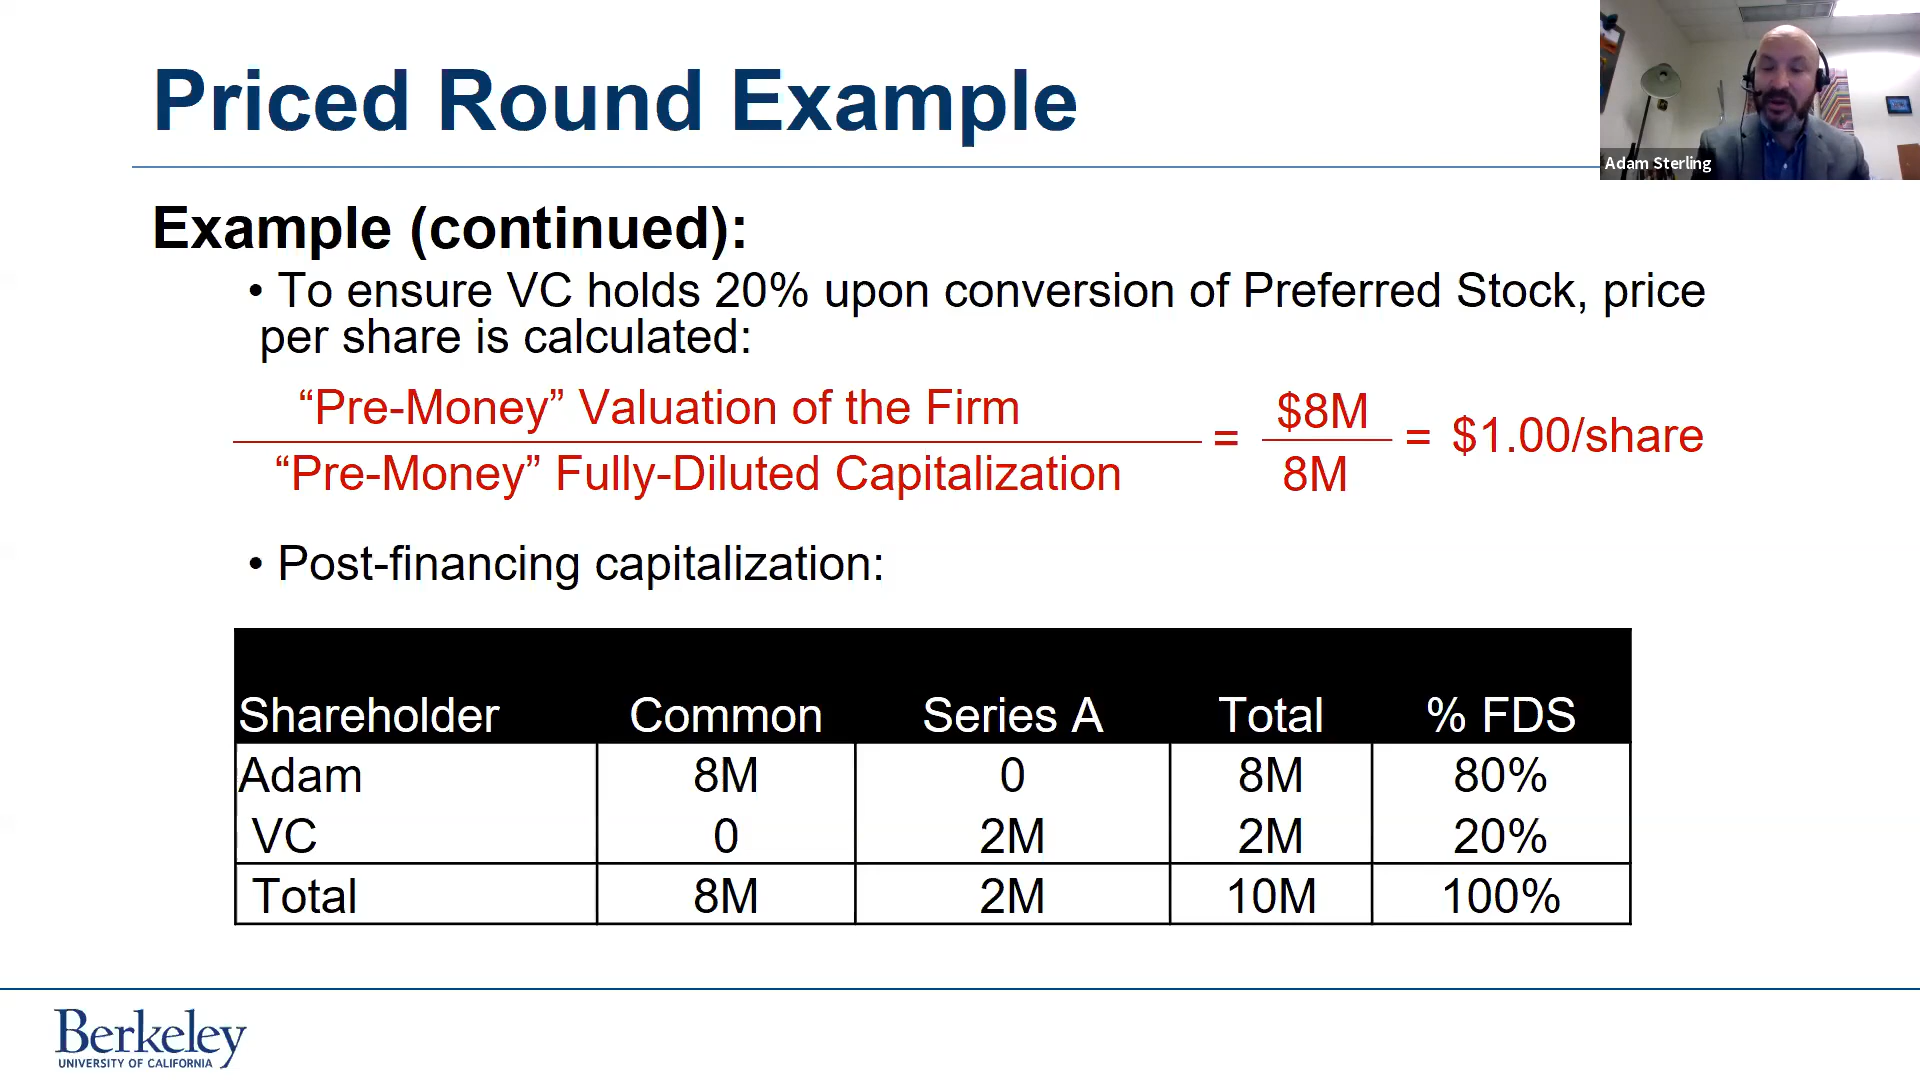 Priced Round Example
Adam Sterling
Example (continued):
• To ensure VC holds 20% upon conversion of Preferred Stock, price
per share is calculated:
“Pre-Money” Valuation of the Firm
“Pre-Money” Fully-Diluted Capitalization
=
$8M
8M
= $1.00/share
• Post-financing capitalization:
Shareholder Common Series A Total % FDS
Adam 8M 0 8M 80%
VC 0 2M 2M 20%
Total 8M 2M 10M 100%
Berkeley
UNIVERSITY OF CALIFORNIA